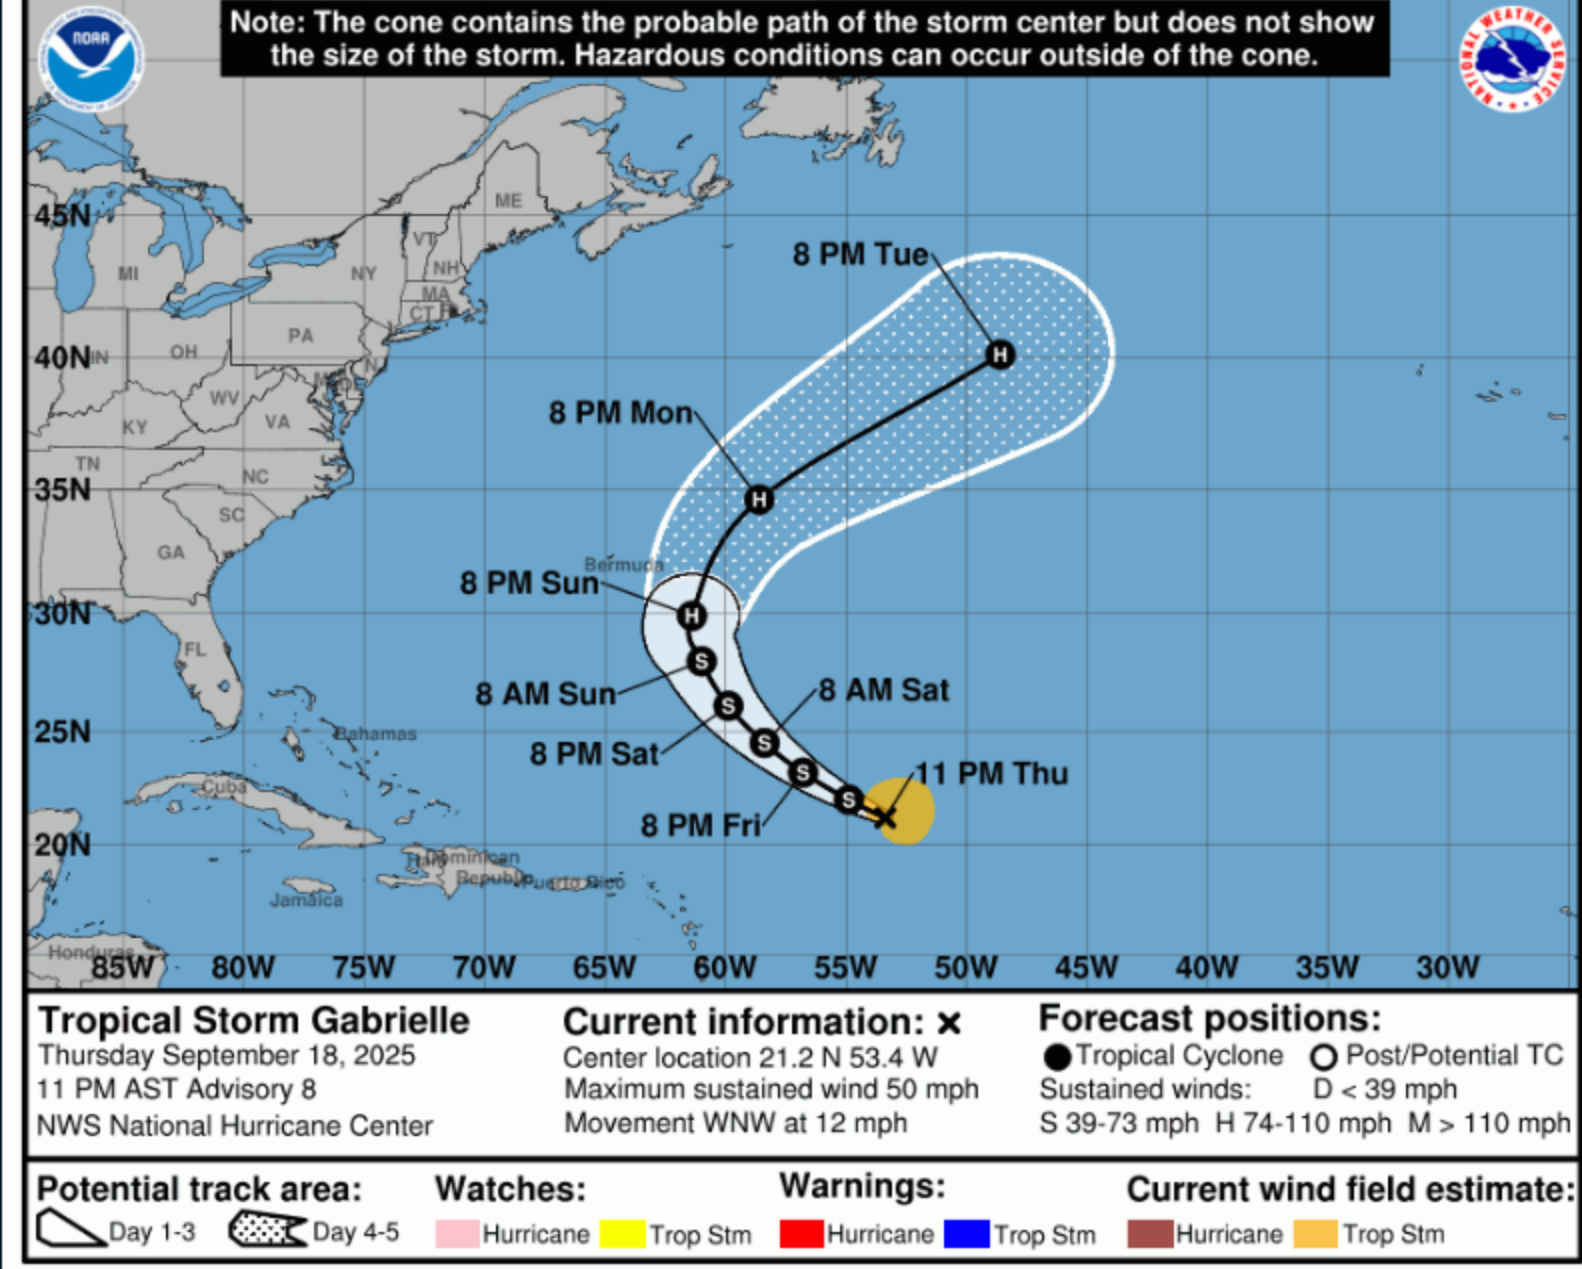 Note: The cone contains the probable path of the storm center but does not show
the size of the storm. Hazardous conditions can occur outside of the cone.
NOAA
NATIONAL WEATHER SERVICE
ME
45N
VT
8 PM Tue
NH
MI
NY
MA
CT
PA
40N
IN
OH
WV
8 PM Mon
VA
KY
TN
NC
35N
SC
GA
Bermuda
8 PM Sun
30N
H
H
H
S
S
S
S
S
FL
8 AM Sun
8 AM Sat
25N
Bahamas
8 PM Sat
11 PM Thu
Cuba
8 PM Fri
20N
Dominican
Republic
Puerto Rico
Jamaica
Honduras
85W 80W 75W 70W 65W 60W 55W 50W 45W 40W 35W 30W
Tropical Storm Gabrielle
Thursday September 18, 2025
11 PM AST Advisory 8
NWS National Hurricane Center
Current information: ×
Center location 21.2 N 53.4 W
Maximum sustained wind 50 mph
Movement WNW at 12 mph
Forecast positions:
Tropical Cyclone Post/Potential TC
Sustained winds: D < 39 mph
S 39-73 mph H 74-110 mph M > 110 mph
Potential track area:
Day 1-3 Day 4-5
Watches:
Hurricane Trop Stm
Warnings:
Hurricane Trop Stm
Current wind field estimate:
Hurricane Trop Stm